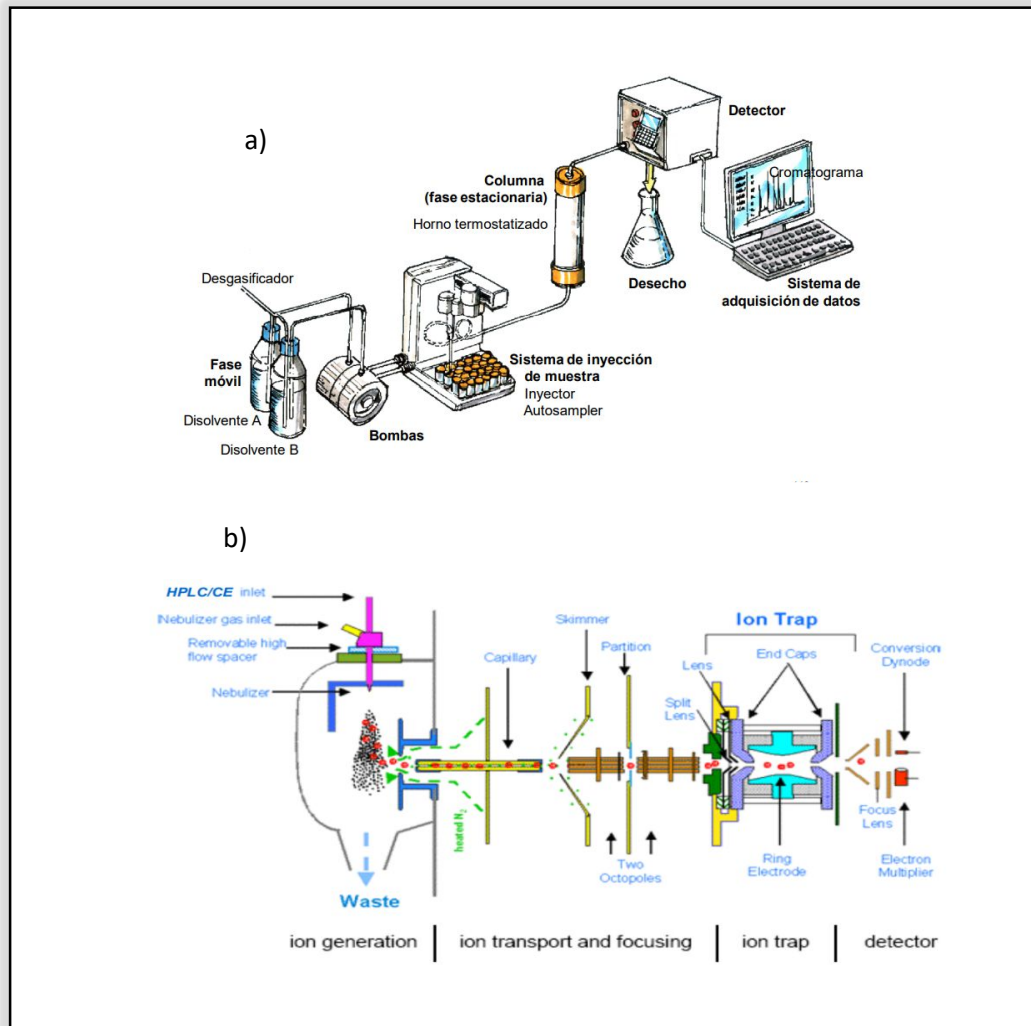 a)
Detector
Cromatograma
Columna
(fase estacionaria)
Horno termostatizado
Desgasificador
Desecho
Sistema de
adquisición de datos
Fase
móvil
Sistema de inyección
de muestra
Inyector
Autosampler
Disolvente A
Bombas
Disolvente B
b)
HPLC/CE inlet
Nebulizer gas inlet
Removable high
flow spacer
Nebulizer
Capillary
Skimmer
Partition
Ion Trap
Lens
End Caps
Conversion
Dynode
Split
Lens
heated N2
Two
Octopoles
Ring
Electrode
Focus
Lens
Electron
Multiplier
Waste
ion generation
ion transport and focusing
ion trap
detector